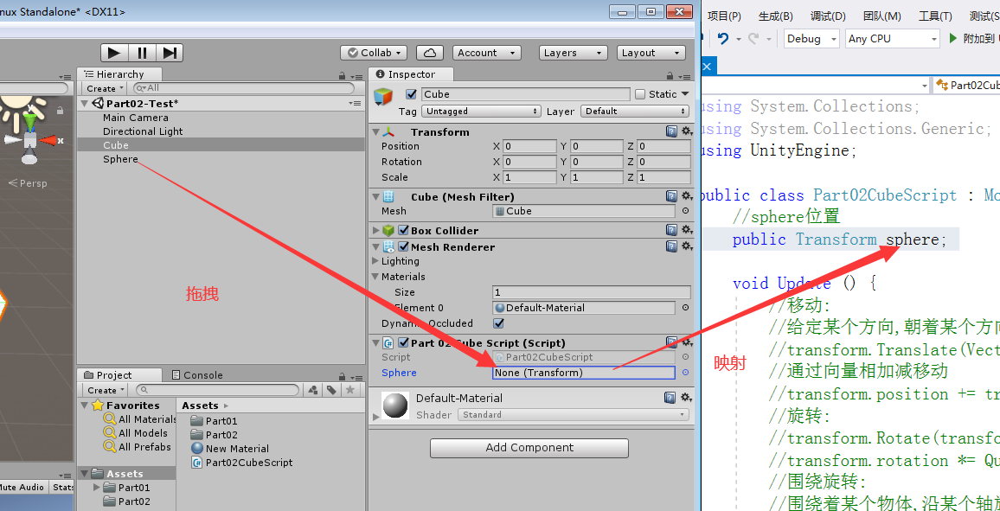 nux Standalone* <DX11>
Collab
Account
Layers
Layout
Hierarchy
Create
All
Part02-Test*
Main Camera
Directional Light
Cube
Sphere
x
Persp
拖拽
Inspector
Cube
Static
Tag
Untagged
Layer
Default
Transform
Position
X 0 Y 0 Z 0
Rotation
X 0 Y 0 Z 0
Scale
X 1 Y 1 Z 1
Cube (Mesh Filter)
Mesh
Cube
Box Collider
Mesh Renderer
Lighting
Materials
Size
1
Element 0
Default-Material
Dynamic Occluded
Part 02 Cube Script (Script)
Script
Part02CubeScript
Sphere
None (Transform)
Default-Material
Shader
Standard
Add Component
Project
Console
Create
Favorites
All Materials
All Models
All Prefabs
Assets
Part01
Part02
Assets
Part01
Part02
New Material
Part02CubeScript
Mute Audio
Stats
映射
项目(P)
生成(B)
调试(D)
团队(M)
工具(T)
测试(S
Debug
Any CPU
附加到
Part02Cub
using System.Collections;
using System.Collections.Generic;
using UnityEngine;
public class Part02CubeScript : Mo
//sphere位置
public Transform sphere;
void Update () {
//移动:
//给定某个方向,朝着某个方向
//transform.Translate(Vect
//通过向量相加减移动
//transform.position += tr
//旋转:
//transform.Rotate(transfo
//transform.rotation *= Qu
//围绕旋转:
//围绕着某个物体,沿某个轴旋